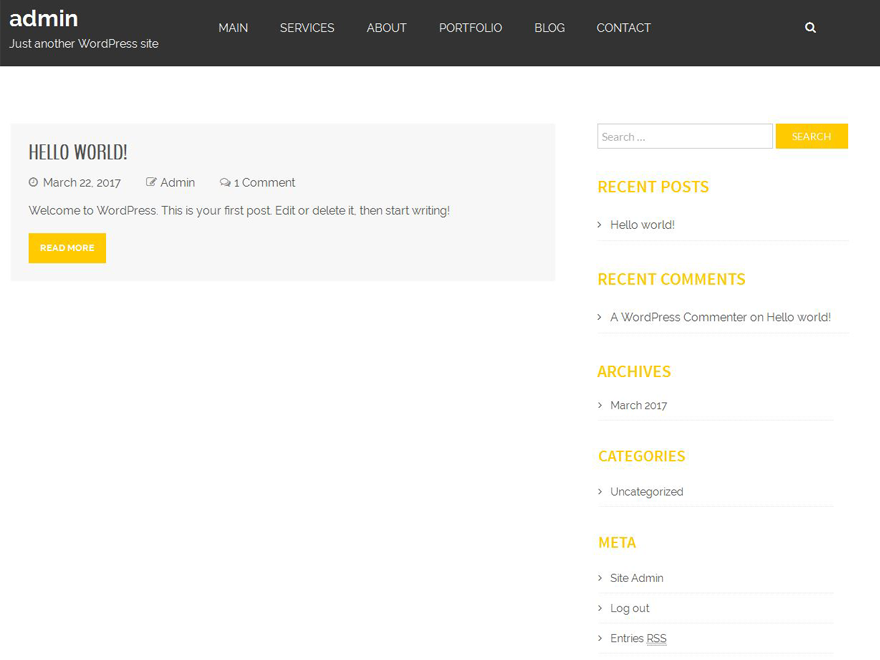 admin
Just another WordPress site
MAIN SERVICES ABOUT PORTFOLIO BLOG CONTACT
HELLO WORLD!
March 22, 2017 Admin 1 Comment
Welcome to WordPress. This is your first post. Edit or delete it, then start writing!
READ MORE
Search ... SEARCH
RECENT POSTS
Hello world!
RECENT COMMENTS
A WordPress Commenter on Hello world!
ARCHIVES
March 2017
CATEGORIES
Uncategorized
META
Site Admin
Log out
Entries RSS